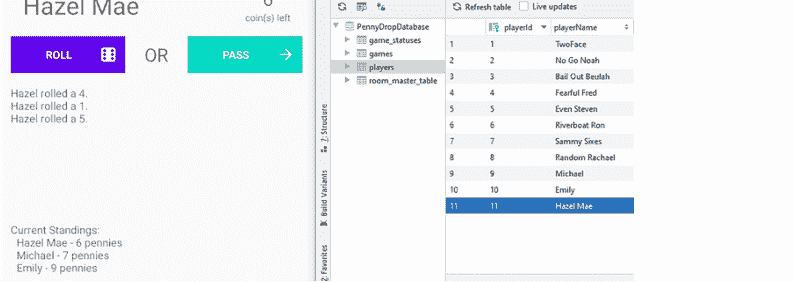 Hazel Mae
coin(s) left
ROLL
OR
PASS
Hazel rolled a 4.
Hazel rolled a 1.
Hazel rolled a 5.
Current Standings:
Hazel Mae - 6 pennies
Michael - 7 pennies
Emily - 9 pennies
Z: Structure
Build Variants
2: Favorites
PennyDropDatabase
game_statuses
games
players
room_master_table
Refresh table Live updates
playerId playerName
1 1 TwoFace
2 2 No Go Noah
3 3 Bail Out Beulah
4 4 Fearful Fred
5 5 Even Steven
6 6 Riverboat Ron
7 7 Sammy Sixes
8 8 Random Rachael
9 9 Michael
10 10 Emily
11 11 Hazel Mae